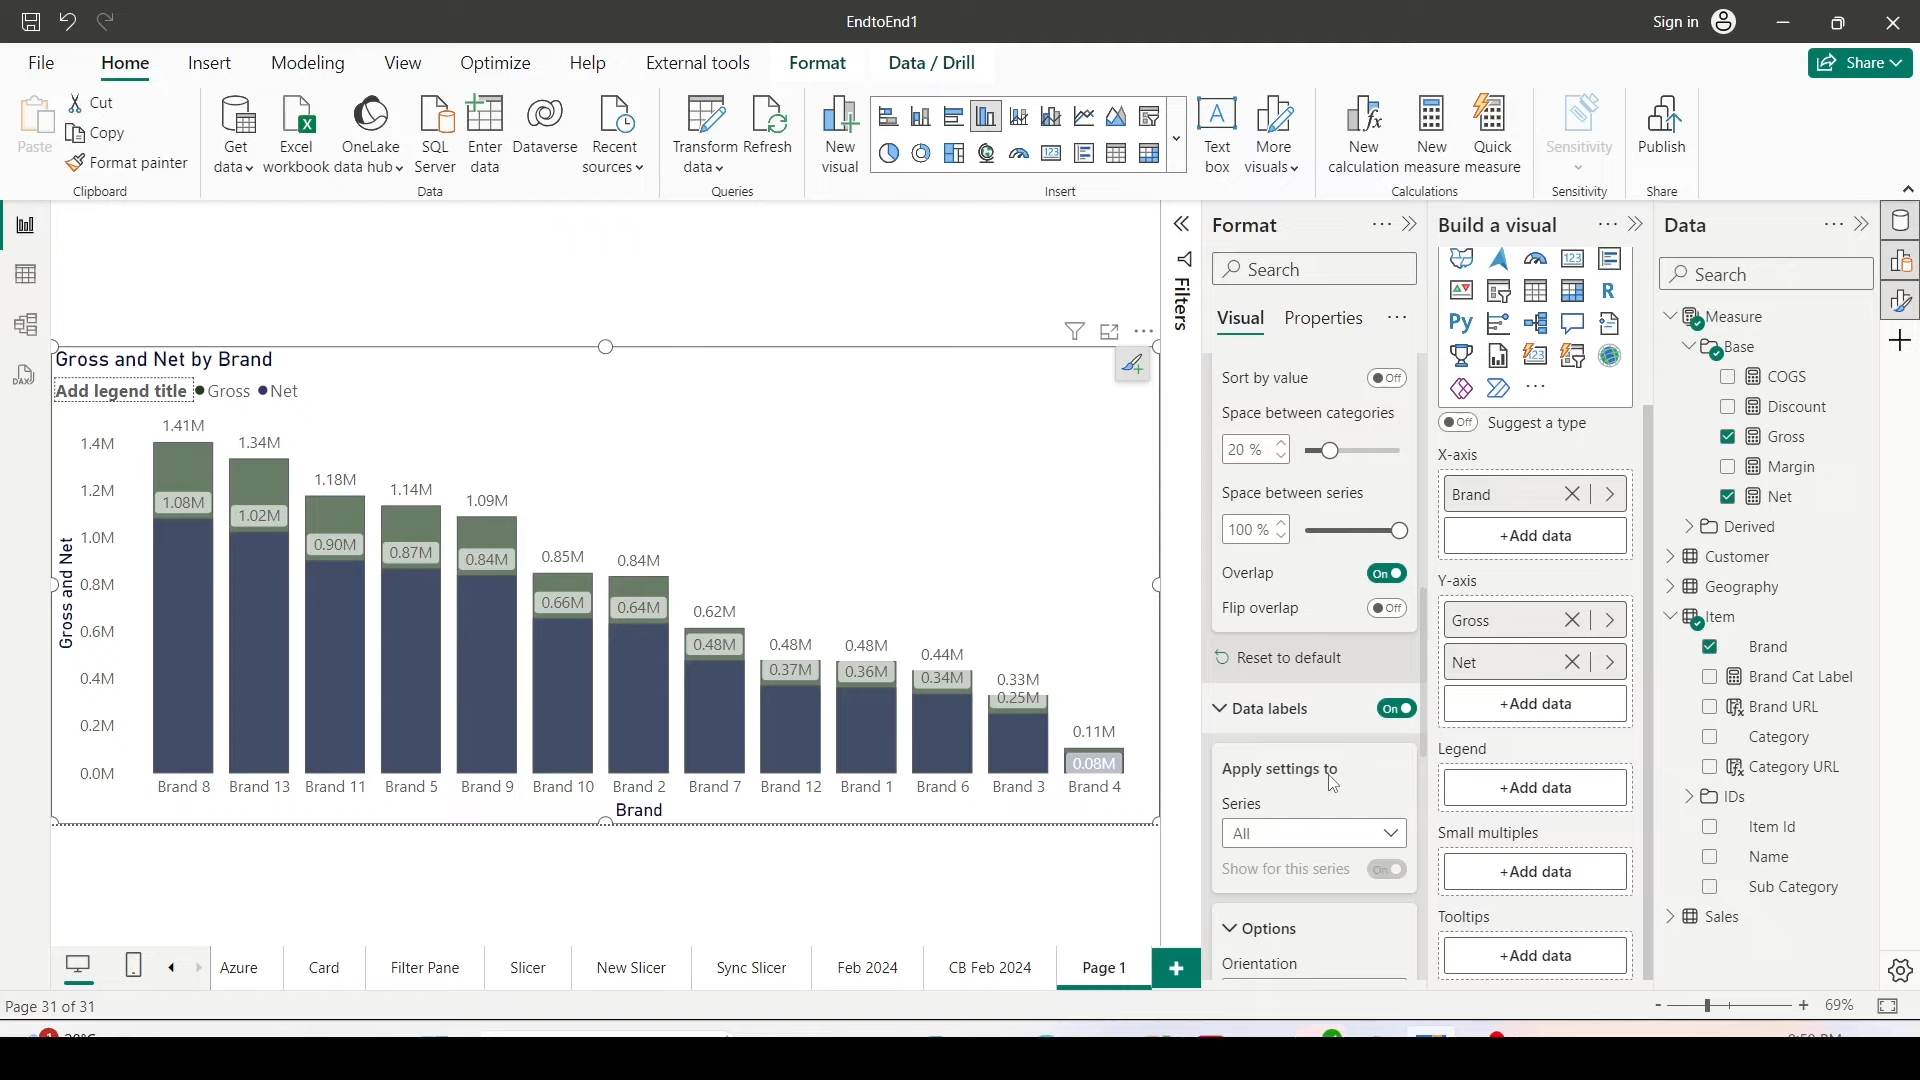 EndtoEnd1
Sign in
File
Home
Insert
Modeling
View
Optimize
Help
External tools
Format
Data / Drill
Share
Paste
Cut
Copy
Format painter
Clipboard
Get data
Excel workbook
OneLake data hub
SQL Server
Enter data
Dataverse
Recent sources
Data
Transform data
Refresh
Queries
New visual
Insert
Text box
More visuals
New calculation
New measure
Quick measure
Calculations
Sensitivity
Sensitivity
Publish
Share
Filters
Gross and Net by Brand
Add legend title Gross Net
1.4M
1.2M
1.0M
0.8M
0.6M
0.4M
0.2M
0.0M
Gross and Net
1.41M
1.34M
1.18M
1.14M
1.09M
0.85M
0.84M
0.62M
0.48M
0.48M
0.44M
0.33M
0.11M
1.08M
1.02M
0.90M
0.87M
0.84M
0.66M
0.64M
0.48M
0.37M
0.36M
0.34M
0.25M
0.08M
Brand 8
Brand 13
Brand 11
Brand 5
Brand 9
Brand 10
Brand 2
Brand 7
Brand 12
Brand 1
Brand 6
Brand 3
Brand 4
Brand
Format
Search
Visual
Properties
Sort by value Off
Space between categories
20 %
Space between series
100 %
Overlap On
Flip overlap Off
Reset to default
Data labels On
Apply settings to
Series
All
Show for this series On
Options
Orientation
Build a visual
123
R
Py
Off Suggest a type
X-axis
Brand
+Add data
Y-axis
Gross
Net
+Add data
Legend
+Add data
Small multiples
+Add data
Tooltips
+Add data
Data
Search
Measure
Base
COGS
Discount
Gross
Margin
Net
Derived
Customer
Geography
Item
Brand
Brand Cat Label
Brand URL
Category
Category URL
IDs
Item Id
Name
Sub Category
Sales
Azure
Card
Filter Pane
Slicer
New Slicer
Sync Slicer
Feb 2024
CB Feb 2024
Page 1
Page 31 of 31
- + 69%